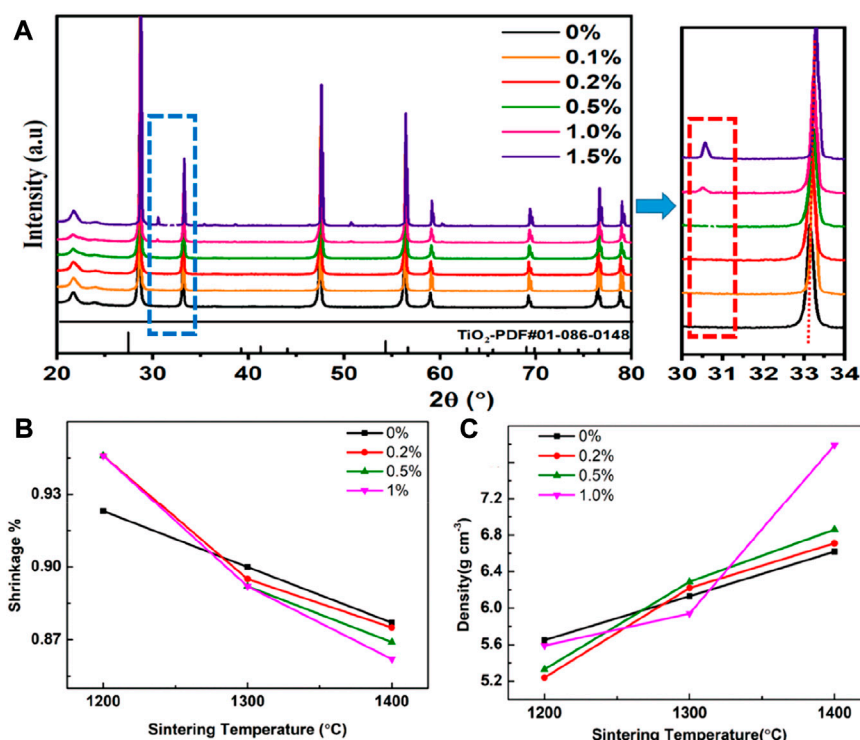 A
Intensity (a.u)
0%
0.1%
0.2%
0.5%
1.0%
1.5%
TiO2-PDF#01-086-0148
20 30 40 50 60 70 80
2θ (°)
30 31 32 33 34
B
Shrinkage %
0.93
0.90
0.87
0%
0.2%
0.5%
1%
1200 1300 1400
Sintering Temperature (°C)
C
Density(g cm-3)
7.2
6.8
6.4
6.0
5.6
5.2
0%
0.2%
0.5%
1.0%
1200 1300 1400
Sintering Temperature(°C)